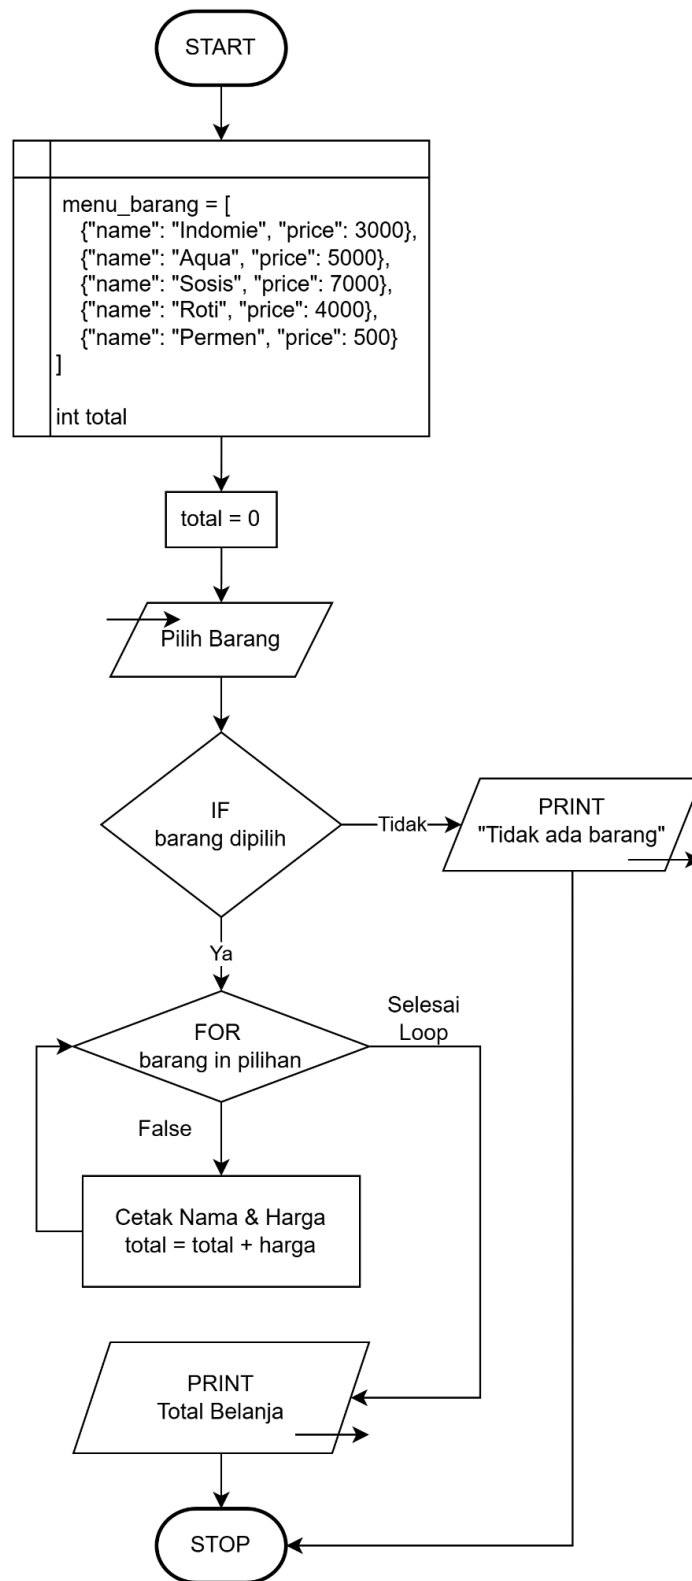 START
menu_barang = [
{"name": "Indomie", "price": 3000},
{"name": "Aqua", "price": 5000},
{"name": "Sosis", "price": 7000},
{"name": "Roti", "price": 4000},
{"name": "Permen", "price": 500}
]
int total
total = 0
Pilih Barang
IF
barang dipilih
Tidak
PRINT
"Tidak ada barang"
Ya
FOR
barang in pilihan
Selesai
Loop
False
Cetak Nama & Harga
total = total + harga
PRINT
Total Belanja
STOP